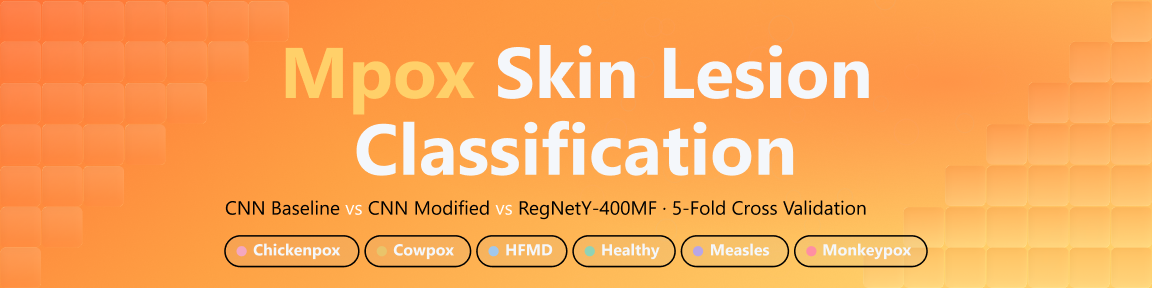 Mpox Skin Lesion
Classification
CNN Baseline vs CNN Modified vs RegNetY-400MF · 5-Fold Cross Validation
Chickenpox Cowpox HFMD Healthy Measles Monkeypox